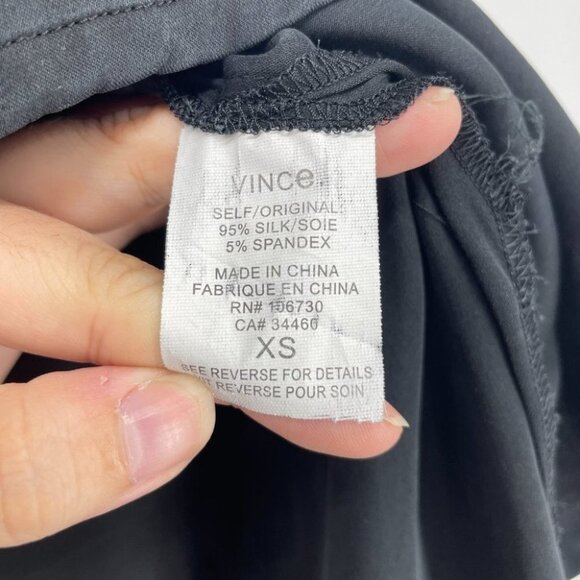 VINCe
SELF/ORIGINAL:
95% SILK/SOIE
5% SPANDEX
MADE IN CHINA
FABRIQUE EN CHINA
RN# 106730
CA# 34460
XS
SEE REVERSE FOR DETAILS
REVERSE POUR SOIN